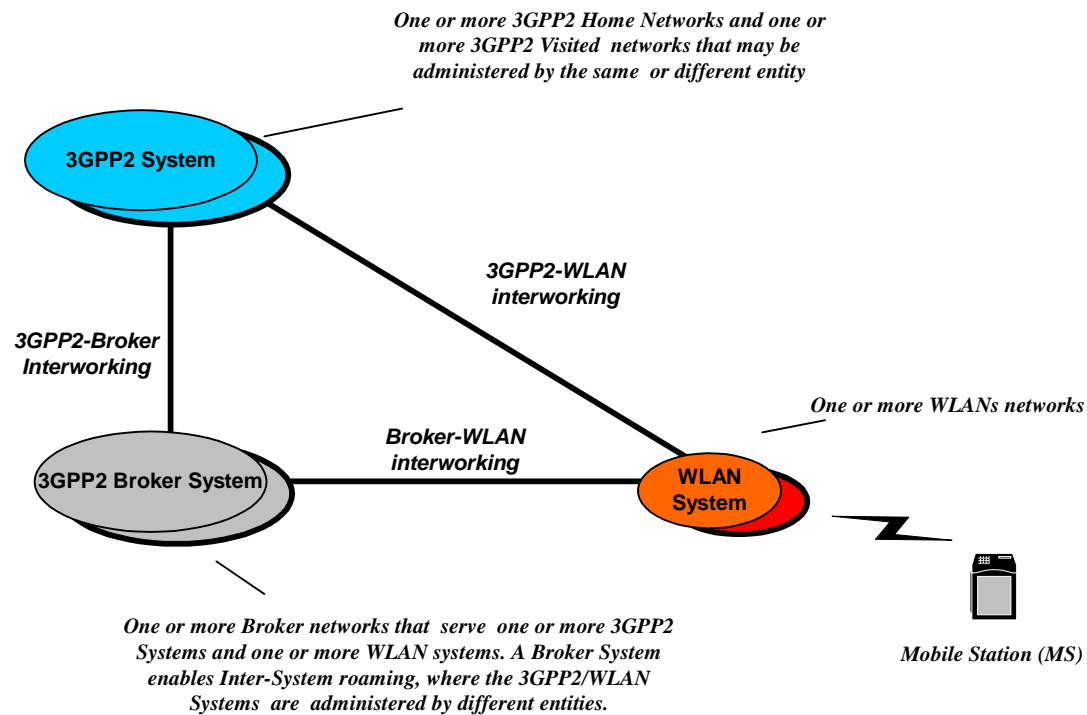 One or more 3GPP2 Home Networks and one or
more 3GPP2 Visited networks that may be
administered by the same or different entity
3GPP2 System
3GPP2-WLAN
interworking
3GPP2-Broker
Interworking
One or more WLANs networks
Broker-WLAN
interworking
3GPP2 Broker System
WLAN
System
One or more Broker networks that serve one or more 3GPP2
Systems and one or more WLAN systems. A Broker System
enables Inter-System roaming, where the 3GPP2/WLAN
Systems are administered by different entities.
Mobile Station (MS)